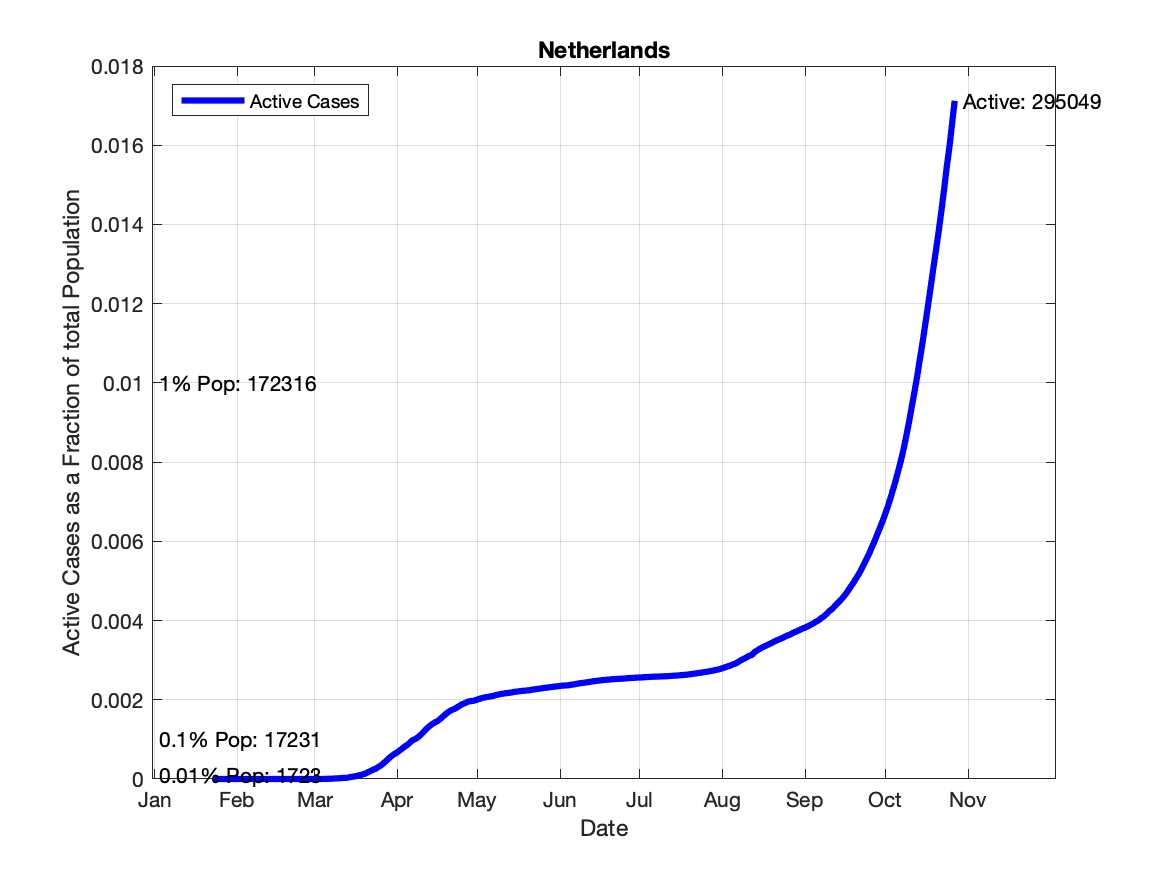 Netherlands
0.018
Active Cases
Active: 295049
0.016
0.014
0.012
0.01
1% Pop: 172316
0.008
0.006
0.004
0.002
0.1% Pop: 17231
0
0.01% Pop: 1723
Jan Feb Mar Apr May Jun Jul Aug Sep Oct Nov
Date
Active Cases as a Fraction of total Population